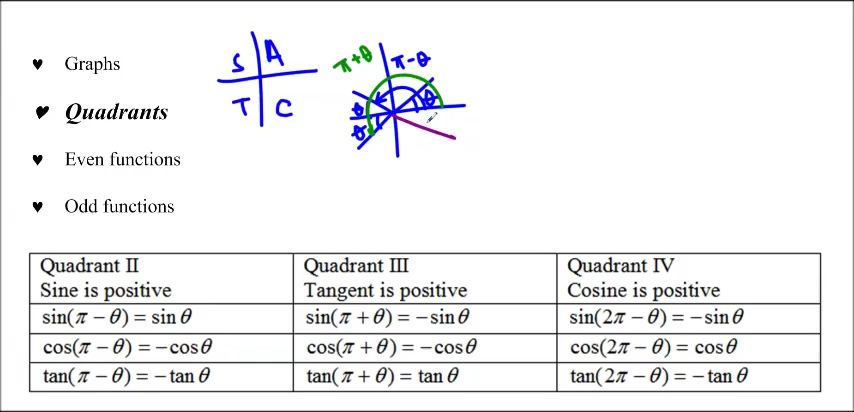 Graphs
Quadrants
Even functions
Odd functions
S A
T C
π+θ
π-θ
θ
θ
θ
Quadrant II
Sine is positive
Quadrant III
Tangent is positive
Quadrant IV
Cosine is positive
sin(π − θ) = sin θ
sin(π + θ) = −sin θ
sin(2π − θ) = −sin θ
cos(π − θ) = −cos θ
cos(π + θ) = −cos θ
cos(2π − θ) = cos θ
tan(π − θ) = −tan θ
tan(π + θ) = tan θ
tan(2π − θ) = −tan θ